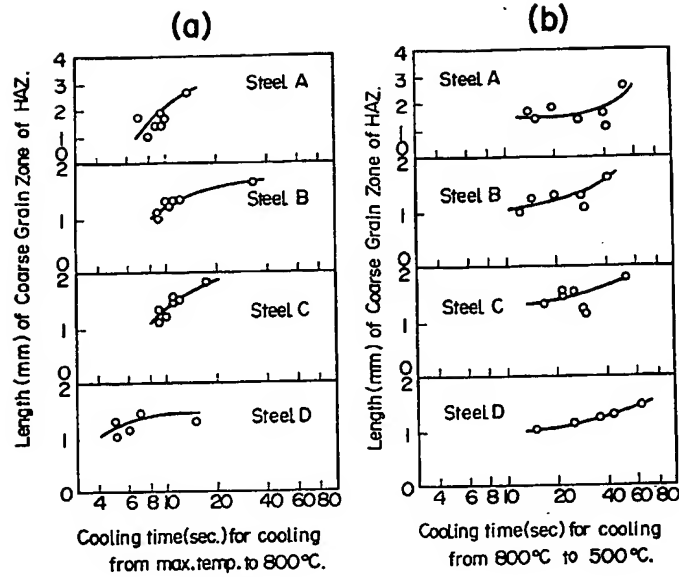 (a)
Length (mm) of Coarse Grain Zone of HAZ.
4
3
2
1
0
Steel A
2
1
0
Steel B
2
1
0
Steel C
2
1
0
Steel D
4 6 8 10 20 40 60 80
Cooling time(sec.) for cooling
from max.temp. to 800°C.
(b)
Length (mm) of Coarse Grain Zone of HAZ.
4
3
2
1
0
Steel A
2
1
0
Steel B
2
1
0
Steel C
2
1
0
Steel D
4 6 8 10 20 40 60 80
Cooling time(sec) for cooling
from 800°C to 500°C.